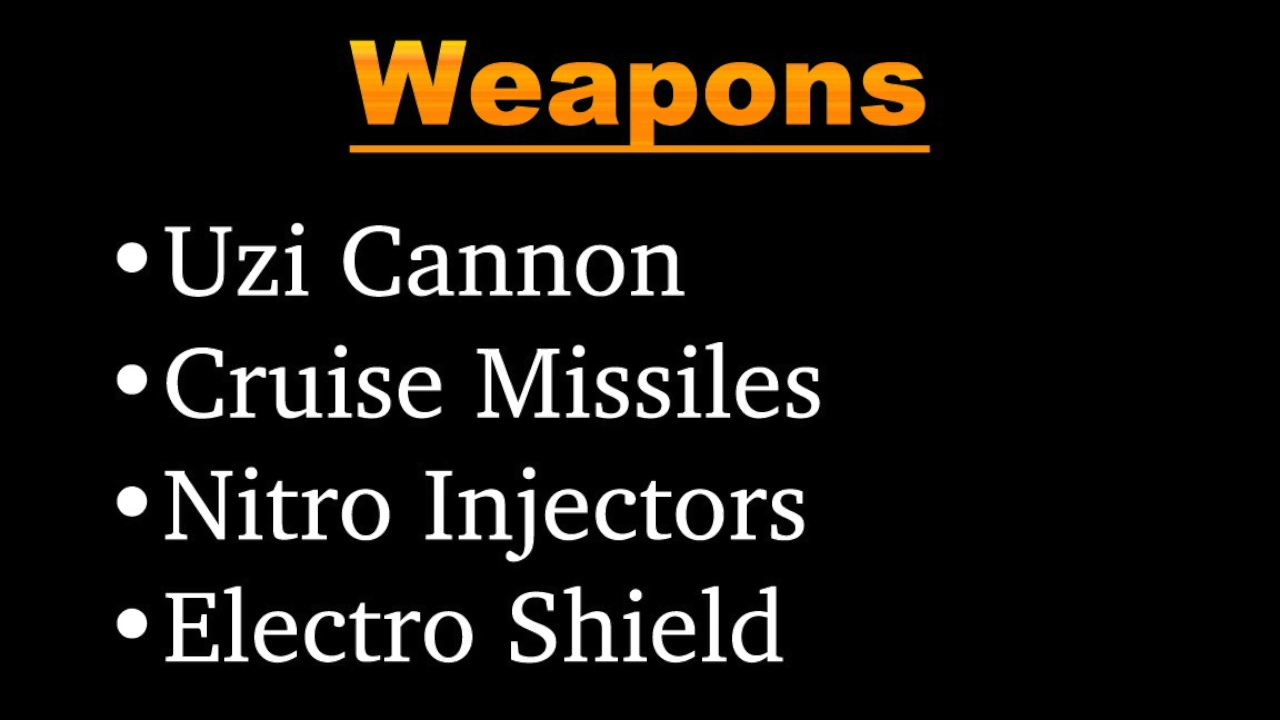 Weapons
•Uzi Cannon
•Cruise Missiles
•Nitro Injectors
•Electro Shield